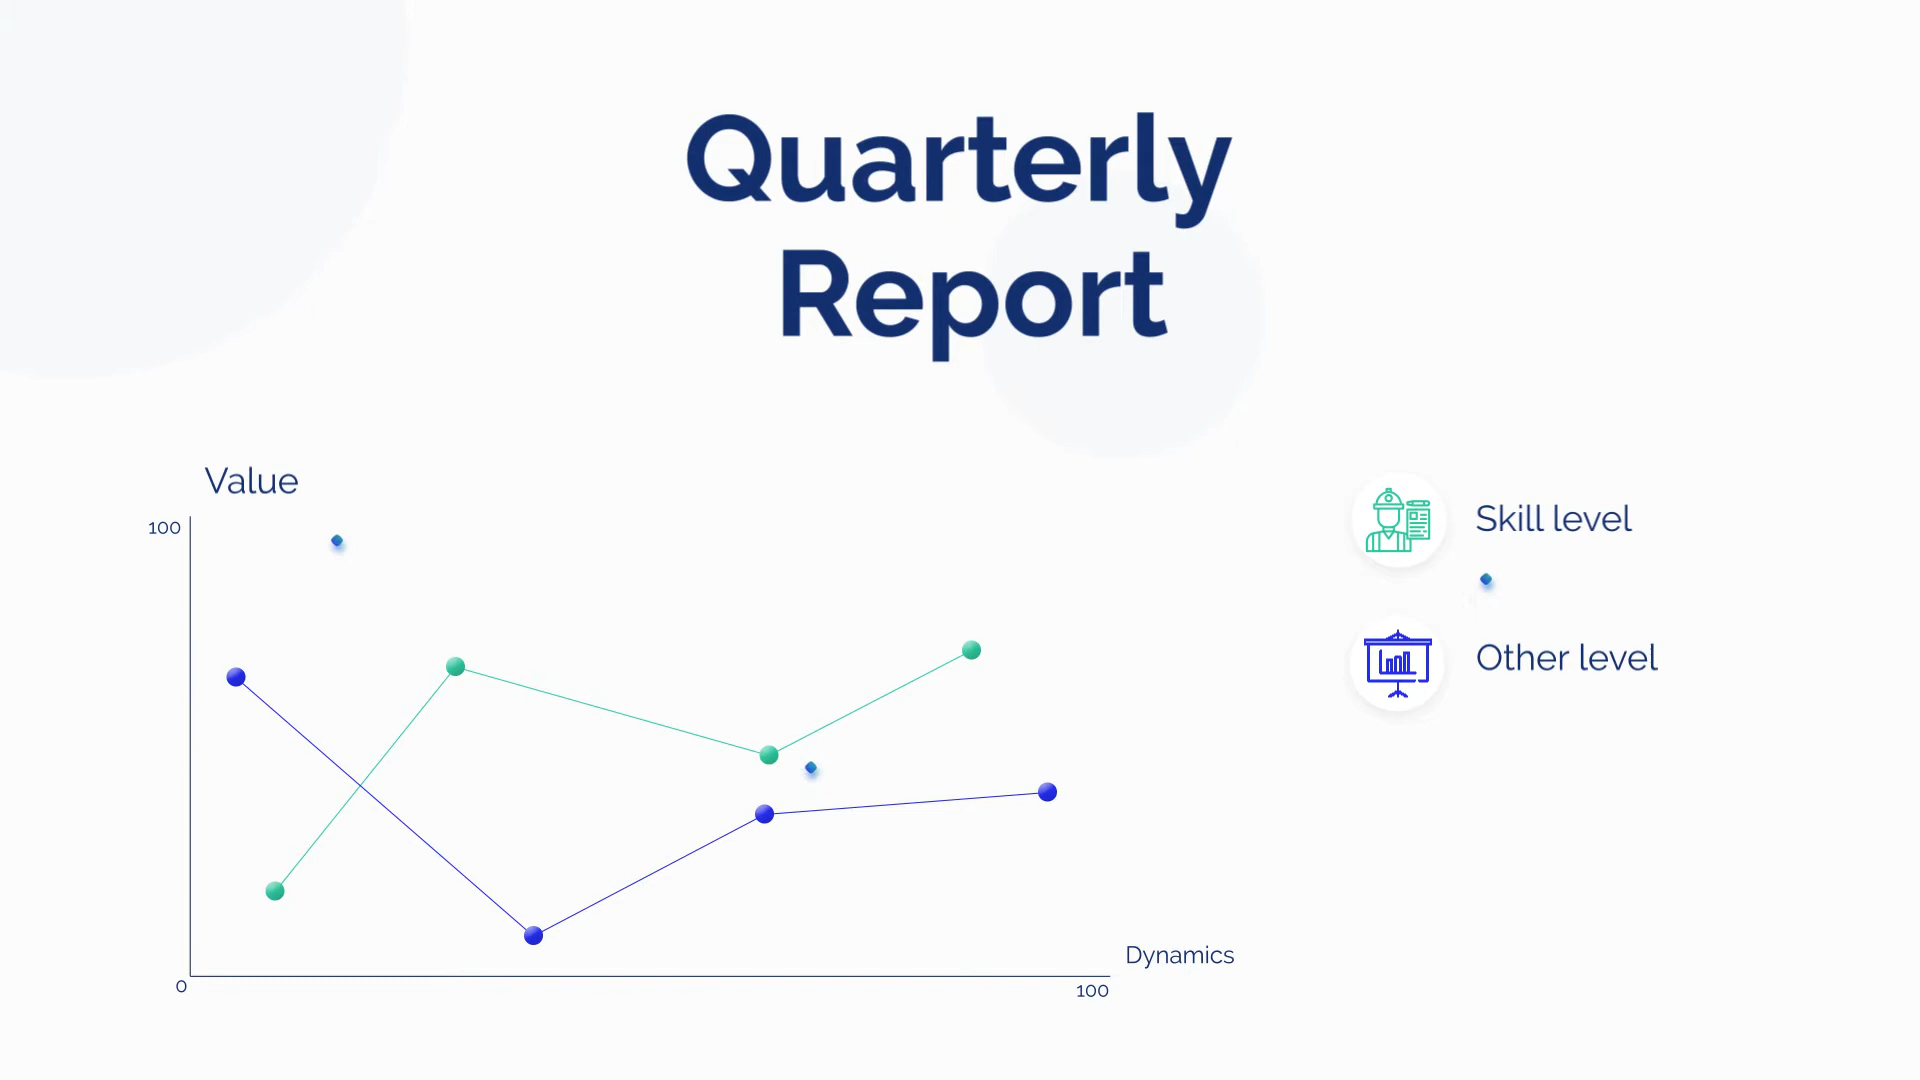 Quarterly
Report
Value
100
0
100
Dynamics
Skill level
Other level